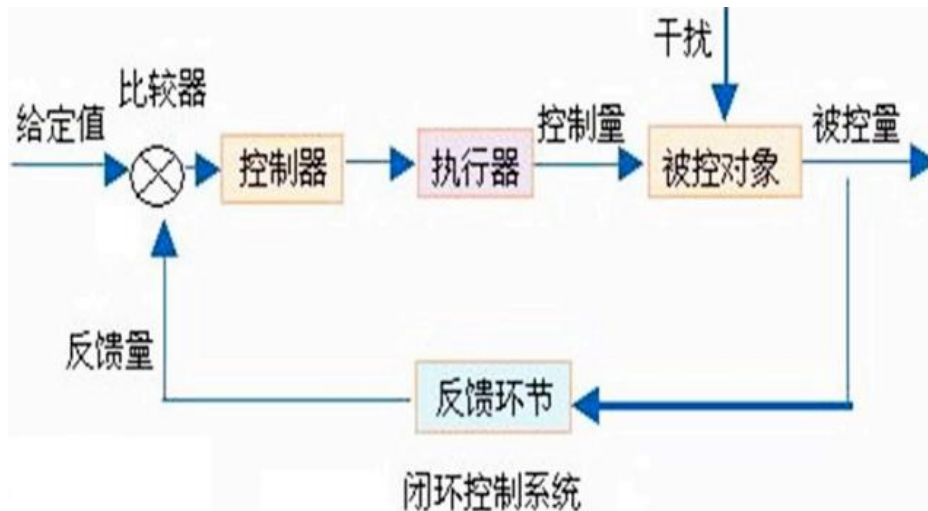 干扰
比较器
给定值
控制量
被控量
控制器
执行器
被控对象
反馈量
反馈环节
闭环控制系统